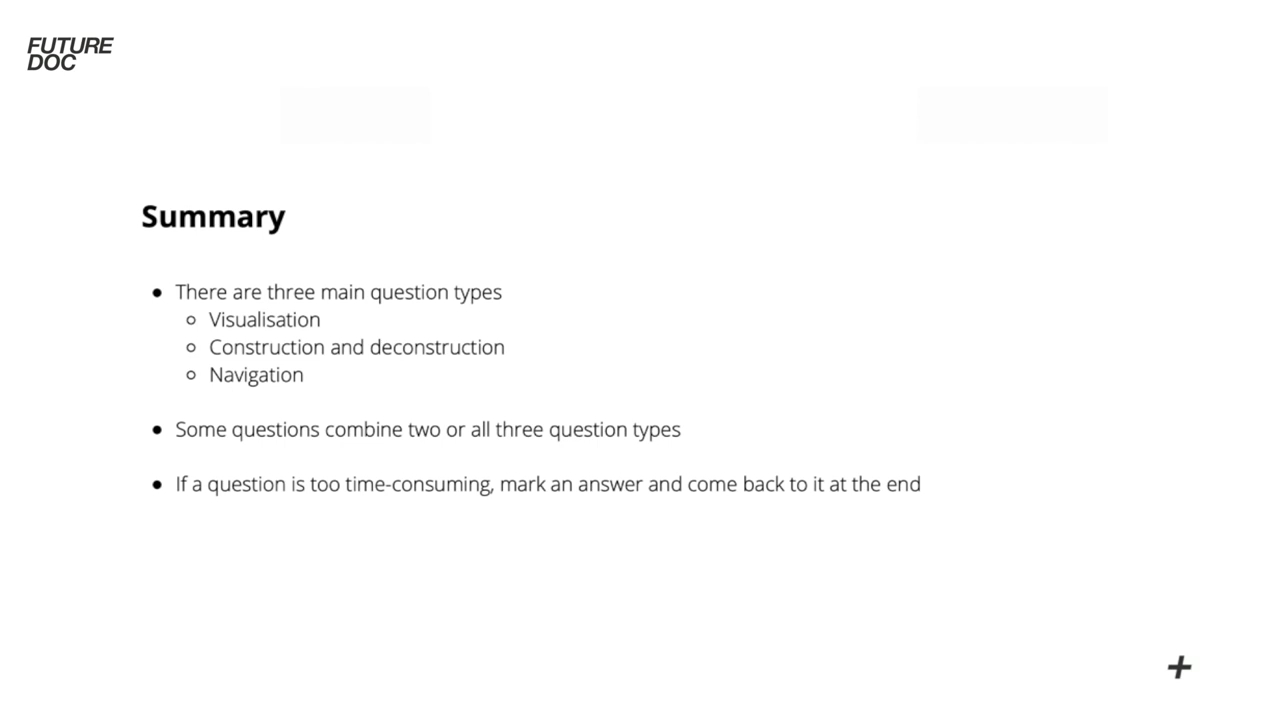 FUTURE
DOC
Summary
• There are three main question types
○ Visualisation
○ Construction and deconstruction
○ Navigation
• Some questions combine two or all three question types
• If a question is too time-consuming, mark an answer and come back to it at the end
+